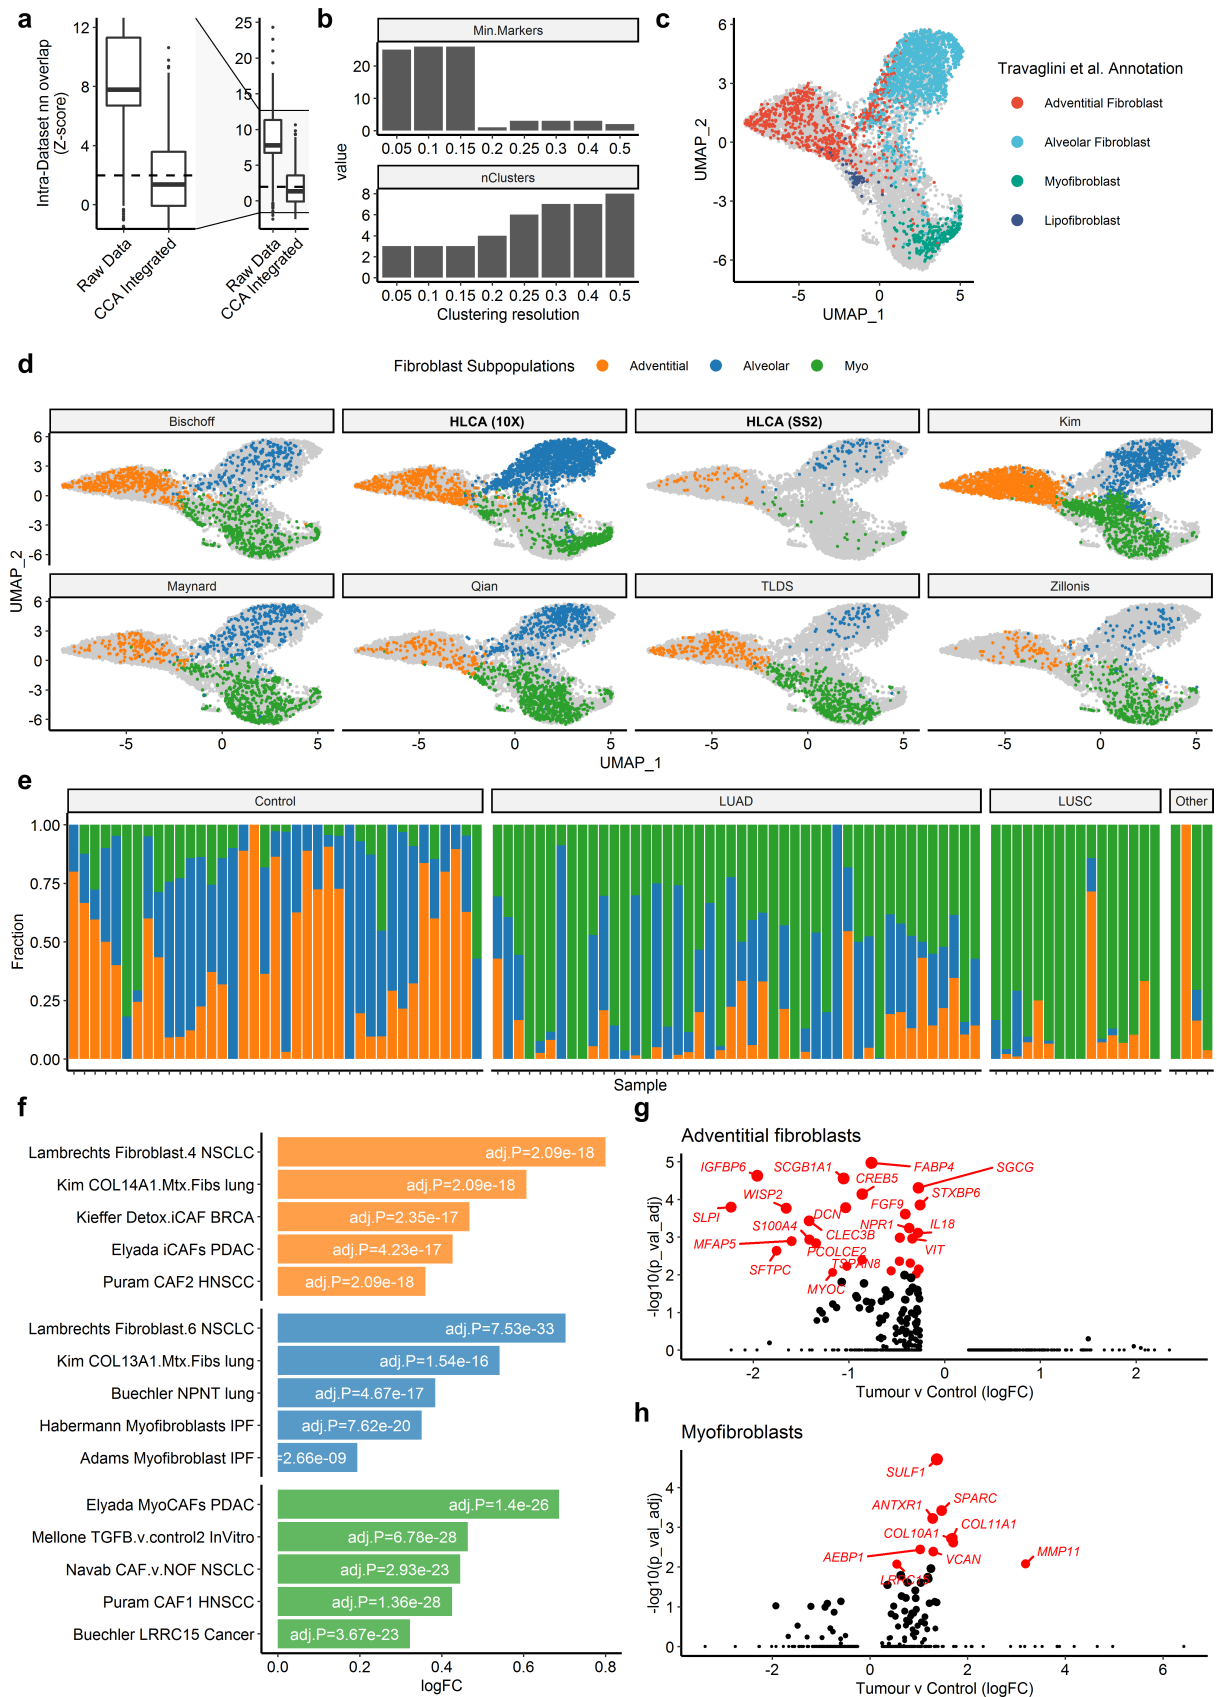 a
Intra-Dataset nn overlap
(Z-score)
12
8
4
0
Raw Data
CCA Integrated
25
20
15
10
5
0
Raw Data
CCA Integrated
b
value
Min.Markers
20
10
0
0.05 0.1 0.15 0.2 0.25 0.3 0.4 0.5
nClusters
8
6
4
2
0
0.05 0.1 0.15 0.2 0.25 0.3 0.4 0.5
Clustering resolution
c
UMAP_2
6
3
0
-3
-6
-5 0 5
UMAP_1
Travaglini et al. Annotation
Adventitial Fibroblast
Alveolar Fibroblast
Myofibroblast
Lipofibroblast
d
Fibroblast Subpopulations Adventitial Alveolar Myo
Bischoff HLCA (10X) HLCA (SS2) Kim
6
3
0
-3
-6
UMAP_2
Maynard Qian TLDS Zillonis
6
3
0
-3
-6
-5 0 5 -5 0 5 -5 0 5 -5 0 5
UMAP_1
e
Control LUAD LUSC Other
Fraction
1.00
0.75
0.50
0.25
0.00
Sample
f
Lambrechts Fibroblast.4 NSCLC adj.P=2.09e-18
Kim COL14A1.Mtx.Fibs lung adj.P=2.09e-18
Kieffer Detox.iCAF BRCA adj.P=2.35e-17
Elyada iCAFs PDAC adj.P=4.23e-17
Puram CAF2 HNSCC adj.P=2.09e-18
Lambrechts Fibroblast.6 NSCLC adj.P=7.53e-33
Kim COL13A1.Mtx.Fibs lung adj.P=1.54e-16
Buechler NPNT lung adj.P=4.67e-17
Habermann Myofibroblasts IPF adj.P=7.62e-20
Adams Myofibroblast IPF =2.66e-09
Elyada MyoCAFs PDAC adj.P=1.4e-26
Mellone TGFB.v.control2 InVitro adj.P=6.78e-28
Navab CAF.v.NOF NSCLC adj.P=2.93e-23
Puram CAF1 HNSCC adj.P=1.36e-28
Buechler LRRC15 Cancer adj.P=3.67e-23
0.0 0.2 0.4 0.6 0.8
logFC
g
Adventitial fibroblasts
-log10(p_val_adj)
5
4
3
2
1
0
IGFBP6
SCGB1A1
FABP4
SGCG
CREB5
WISP2
STXBP6
FGF9
SLPI
DCN
S100A4
NPR1
IL18
CLEC3B
MFAP5
PCOLCE2
VIT
TSPAN8
SFTPC
MYOC
-2 -1 0 1 2
Tumour v Control (logFC)
h
Myofibroblasts
-log10(p_val_adj)
4
3
2
1
0
SULF1
ANTXR1
SPARC
COL10A1
COL11A1
AEBP1
VCAN
MMP11
LRRC15
-2 0 2 4 6
Tumour v Control (logFC)